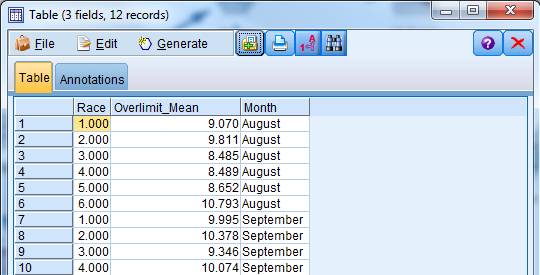 Table (3 fields, 12 records)
File Edit Generate
Table Annotations
Race Overlimit_Mean Month
1 1.000 9.070 August
2 2.000 9.811 August
3 3.000 8.485 August
4 4.000 8.489 August
5 5.000 8.652 August
6 6.000 10.793 August
7 1.000 9.995 September
8 2.000 10.378 September
9 3.000 9.346 September
10 4.000 10.074 September